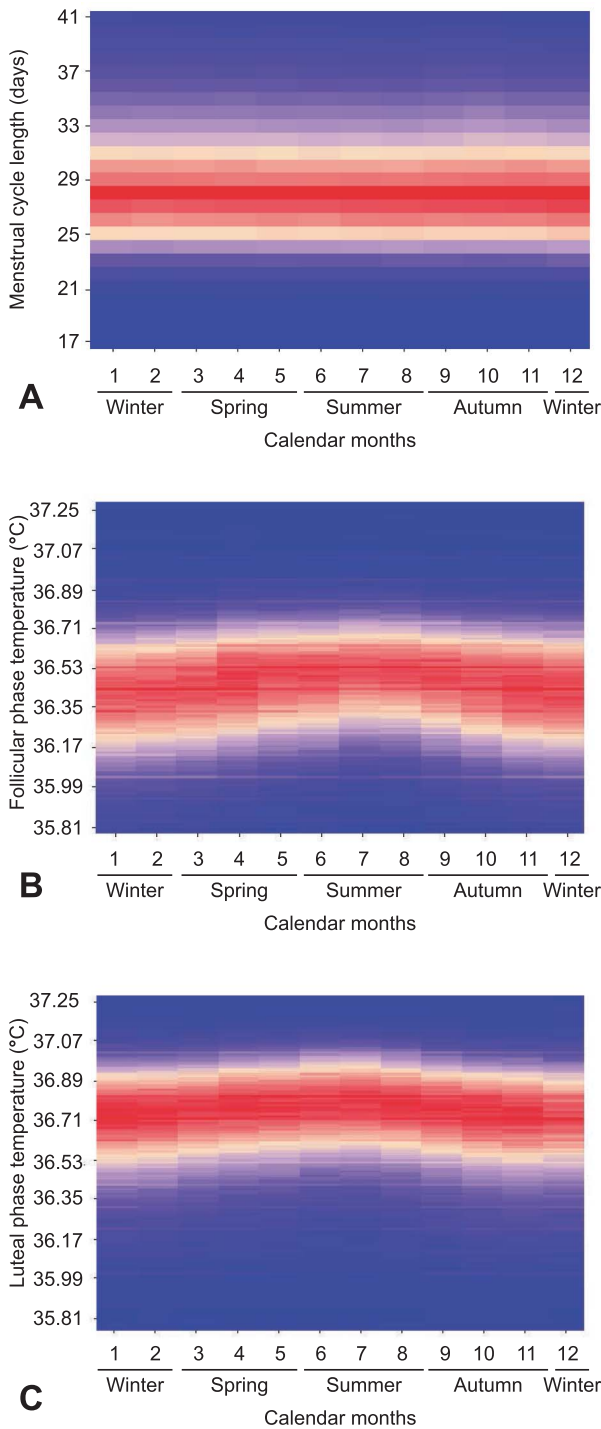 Menstrual cycle length (days)
41
37
33
29
25
21
17
1 2 3 4 5 6 7 8 9 10 11 12
Winter Spring Summer Autumn Winter
Calendar months
A
Follicular phase temperature (°C)
37.25
37.07
36.89
36.71
36.53
36.35
36.17
35.99
35.81
1 2 3 4 5 6 7 8 9 10 11 12
Winter Spring Summer Autumn Winter
Calendar months
B
Luteal phase temperature (°C)
37.25
37.07
36.89
36.71
36.53
36.35
36.17
35.99
35.81
1 2 3 4 5 6 7 8 9 10 11 12
Winter Spring Summer Autumn Winter
Calendar months
C